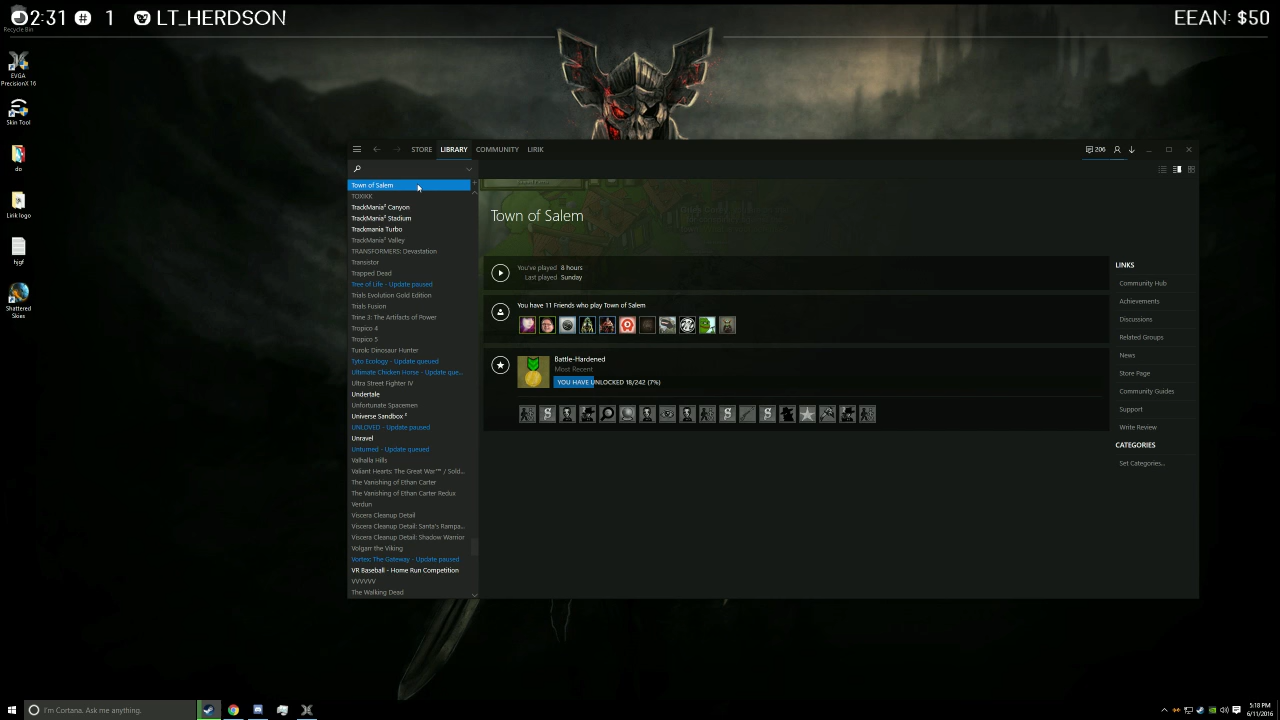 2:31 # 1 LT_HERDSON
EEAN: $50
Recycle Bin
EVGA
PrecisionX 16
Skin Tool
do
Lirik logo
hjgf
Shattered
Skies
STORE
LIBRARY
COMMUNITY
LIRIK
206
Town of Salem
TOXIKK
TrackMania² Canyon
TrackMania² Stadium
Trackmania Turbo
TrackMania² Valley
TRANSFORMERS: Devastation
Transistor
Trapped Dead
Tree of Life - Update paused
Trials Evolution Gold Edition
Trials Fusion
Trine 3: The Artifacts of Power
Tropico 4
Tropico 5
Turok: Dinosaur Hunter
Tyto Ecology - Update queued
Ultimate Chicken Horse - Update que...
Ultra Street Fighter IV
Undertale
Unfortunate Spacemen
Universe Sandbox ²
UNLOVED - Update paused
Unravel
Unturned - Update queued
Valhalla Hills
Valiant Hearts: The Great War™ / Sold...
The Vanishing of Ethan Carter
The Vanishing of Ethan Carter Redux
Verdun
Viscera Cleanup Detail
Viscera Cleanup Detail: Santa's Rampa...
Viscera Cleanup Detail: Shadow Warrior
Volgarr the Viking
Vortex: The Gateway - Update paused
VR Baseball - Home Run Competition
VVVVVV
The Walking Dead
Town of Salem
You've played 8 hours
Last played Sunday
You have 11 Friends who play Town of Salem
Battle-Hardened
Most Recent
YOU HAVE UNLOCKED 18/242 (7%)
LINKS
Community Hub
Achievements
Discussions
Related Groups
News
Store Page
Community Guides
Support
Write Review
CATEGORIES
Set Categories...
I'm Cortana. Ask me anything.
5:18 PM
6/11/2016